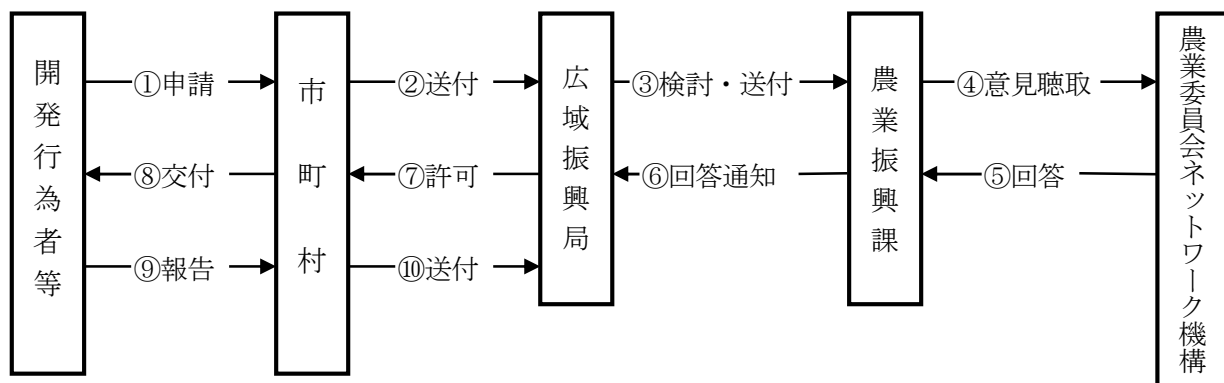 開発行為者等
市町村
広域振興局
農業振興課
農業委員会ネットワーク機構
①申請
②送付
③検討・送付
④意見聴取
⑤回答
⑥回答通知
⑦許可
⑧交付
⑨報告
⑩送付